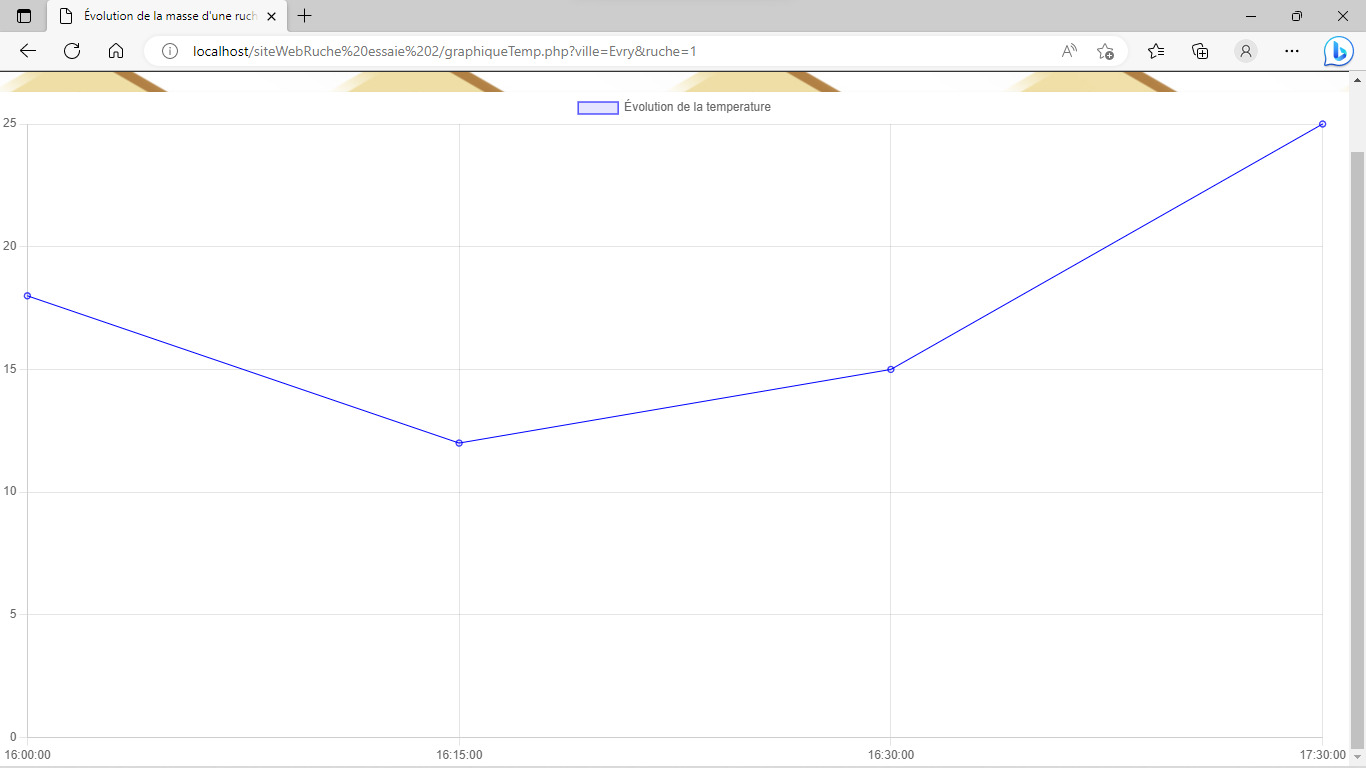 Évolution de la masse d'une ruch
localhost/siteWebRuche%20essaie%202/graphiqueTemp.php?ville=Evry&ruche=1
Évolution de la temperature
25
20
15
10
5
0
16:00:00 16:15:00 16:30:00 17:30:00